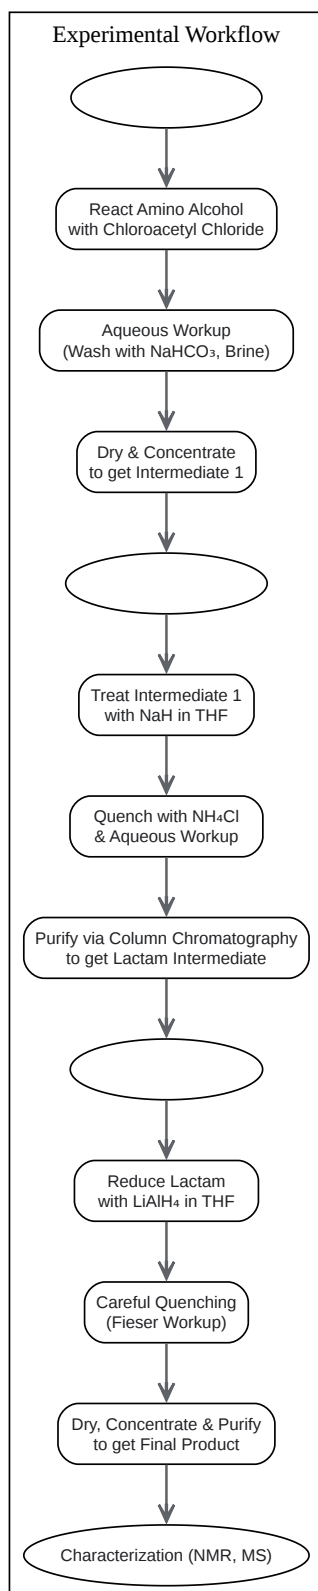 Experimental Workflow
React Amino Alcohol
with Chloroacetyl Chloride
Aqueous Workup
(Wash with NaHCO₃, Brine)
Dry & Concentrate
to get Intermediate 1
Treat Intermediate 1
with NaH in THF
Quench with NH₄Cl
& Aqueous Workup
Purify via Column Chromatography
to get Lactam Intermediate
Reduce Lactam
with LiAlH₄ in THF
Careful Quenching
(Fieser Workup)
Dry, Concentrate & Purify
to get Final Product
Characterization (NMR, MS)